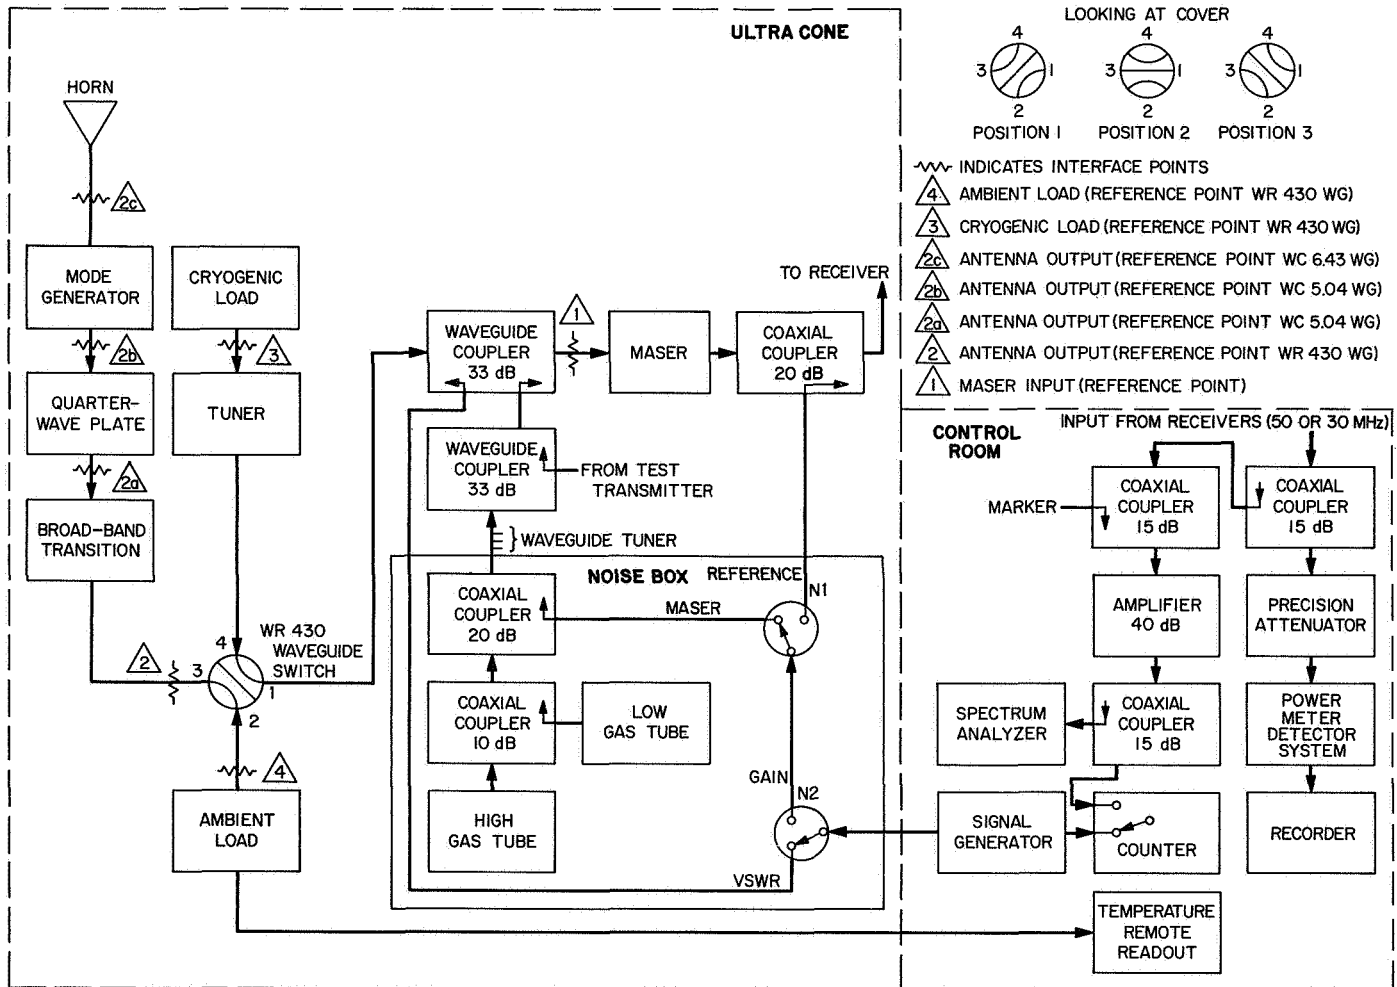 ULTRA CONE
HORN
2c
MODE
GENERATOR
2b
QUARTER-
WAVE PLATE
2a
BROAD-BAND
TRANSITION
2
CRYOGENIC
LOAD
3
TUNER
WR 430
WAVEGUIDE
SWITCH
4
3
1
2
4
AMBIENT
LOAD
WAVEGUIDE
COUPLER
33 dB
1
MASER
COAXIAL
COUPLER
20 dB
TO RECEIVER
WAVEGUIDE
COUPLER
33 dB
FROM TEST
TRANSMITTER
WAVEGUIDE TUNER
NOISE BOX
REFERENCE
N1
MASER
COAXIAL
COUPLER
20 dB
COAXIAL
COUPLER
10 dB
LOW
GAS TUBE
HIGH
GAS TUBE
GAIN
N2
VSWR
LOOKING AT COVER
4
3
1
2
POSITION 1
4
3
1
2
POSITION 2
4
3
1
2
POSITION 3
INDICATES INTERFACE POINTS
4 AMBIENT LOAD (REFERENCE POINT WR 430 WG)
3 CRYOGENIC LOAD (REFERENCE POINT WR 430 WG)
2c ANTENNA OUTPUT (REFERENCE POINT WC 6.43 WG)
2b ANTENNA OUTPUT (REFERENCE POINT WC 5.04 WG)
2a ANTENNA OUTPUT (REFERENCE POINT WC 5.04 WG)
2 ANTENNA OUTPUT (REFERENCE POINT WR 430 WG)
1 MASER INPUT (REFERENCE POINT)
CONTROL
ROOM
INPUT FROM RECEIVERS (50 OR 30 MHz)
MARKER
COAXIAL
COUPLER
15 dB
COAXIAL
COUPLER
15 dB
AMPLIFIER
40 dB
PRECISION
ATTENUATOR
SPECTRUM
ANALYZER
COAXIAL
COUPLER
15 dB
POWER
METER
DETECTOR
SYSTEM
SIGNAL
GENERATOR
COUNTER
RECORDER
TEMPERATURE
REMOTE
READOUT